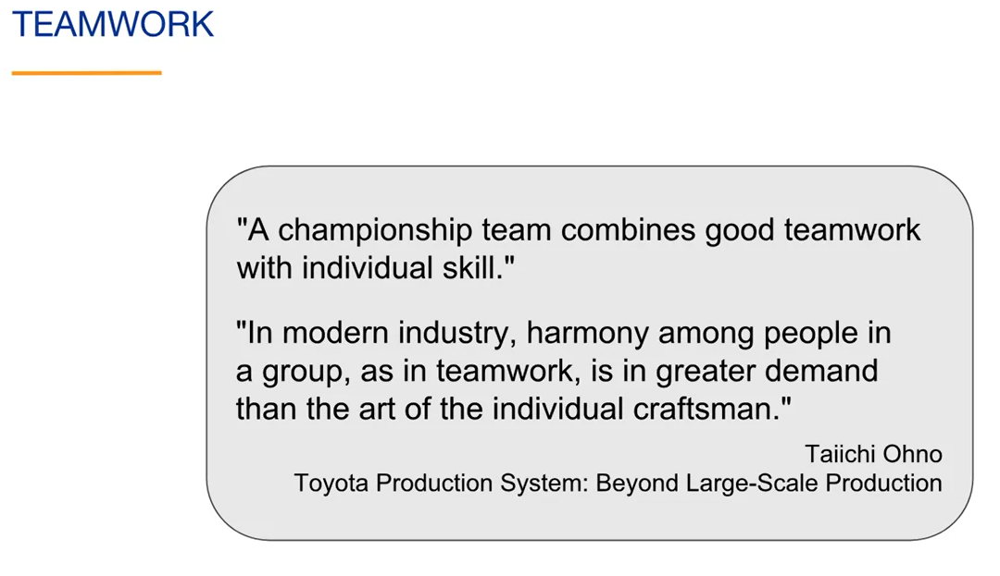 TEAMWORK
"A championship team combines good teamwork
with individual skill."
"In modern industry, harmony among people in
a group, as in teamwork, is in greater demand
than the art of the individual craftsman."
Taiichi Ohno
Toyota Production System: Beyond Large-Scale Production